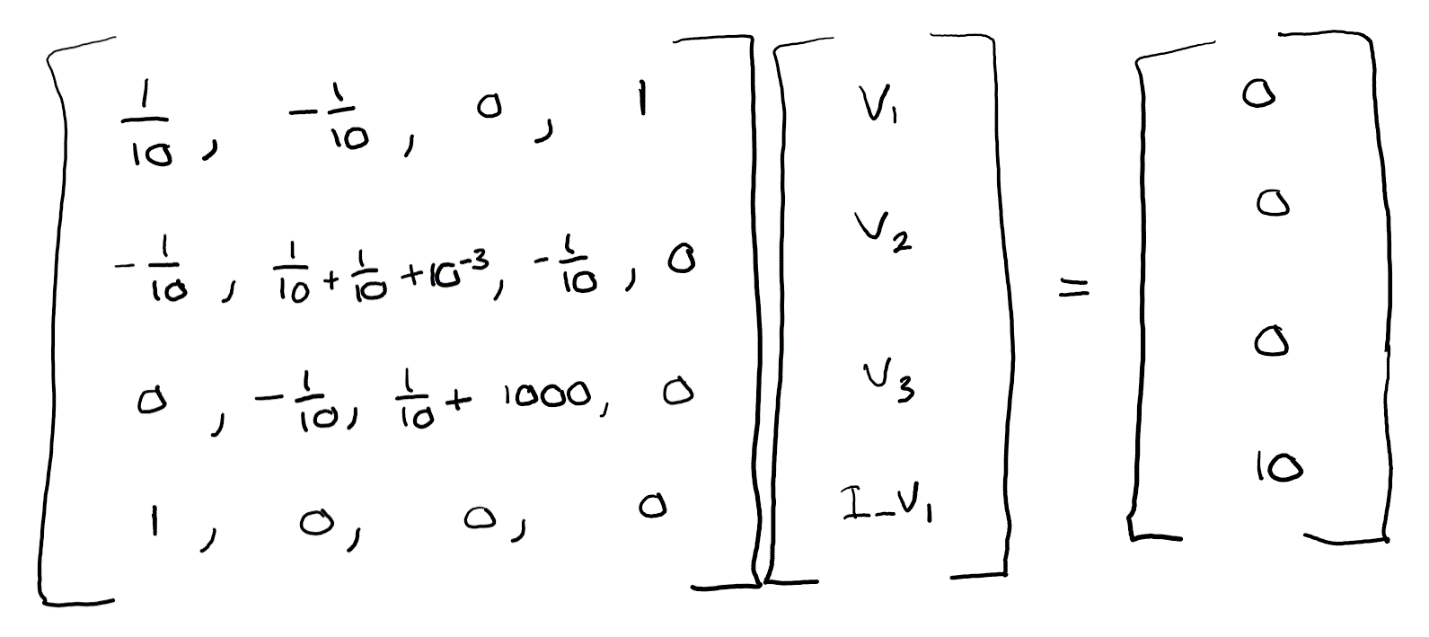 [ 1/10 , -1/10 , 0 , 1 ] [ V₁ ] [ 0 ]
[ -1/10 , 1/10 + 1/10 + 10⁻³ , -1/10 , 0 ] [ V₂ ] = [ 0 ]
[ 0 , -1/10 , 1/10 + 1000 , 0 ] [ V₃ ] [ 0 ]
[ 1 , 0 , 0 , 0 ] [ I_V₁ ] [ 10 ]